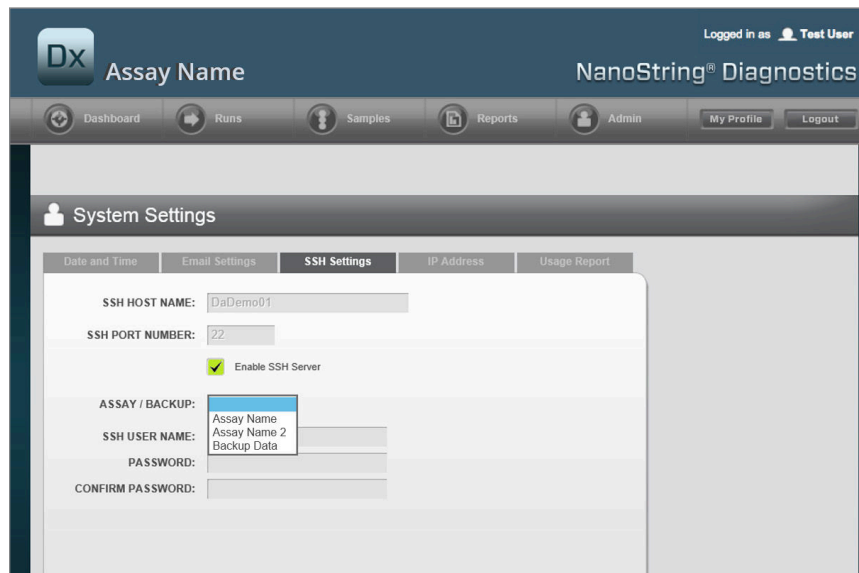 Logged in as Test User
Dx
Assay Name
NanoString® Diagnostics
Dashboard Runs Samples Reports Admin My Profile Logout
System Settings
Date and Time Email Settings SSH Settings IP Address Usage Report
SSH HOST NAME: DaDemo01
SSH PORT NUMBER: 22
Enable SSH Server
ASSAY / BACKUP:
Assay Name
SSH USER NAME: Assay Name 2
Backup Data
PASSWORD:
CONFIRM PASSWORD: